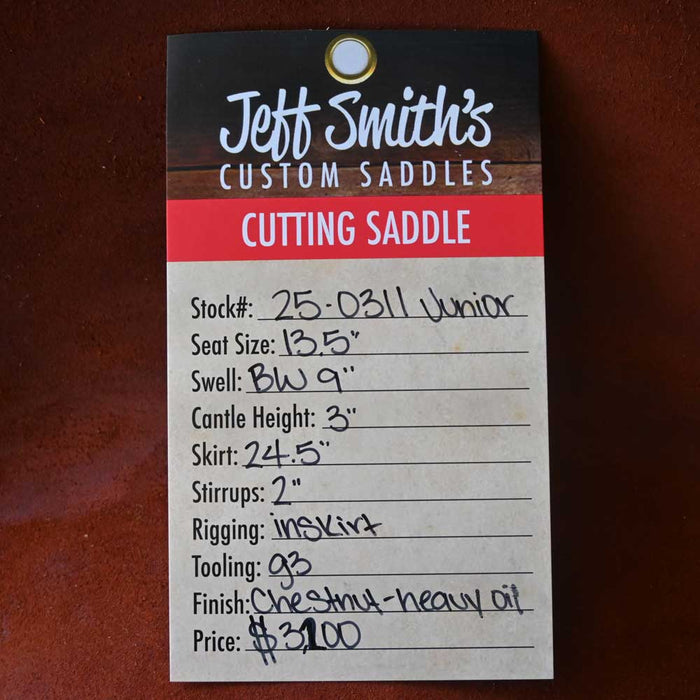 Jeff Smith's
CUSTOM SADDLES
CUTTING SADDLE
Stock#: 25-0311 Junior
Seat Size: 13.5"
Swell: BW 9"
Cantle Height: 3"
Skirt: 24.5"
Stirrups: 2"
Rigging: inskirt
Tooling: g3
Finish: Chestnut-heavy oil
Price: $3100